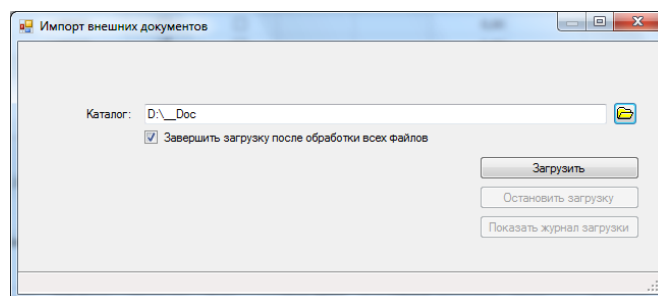 Импорт внешних документов
Каталог: D:\__Doc
Завершить загрузку после обработки всех файлов
Загрузить
Остановить загрузку
Показать журнал загрузки